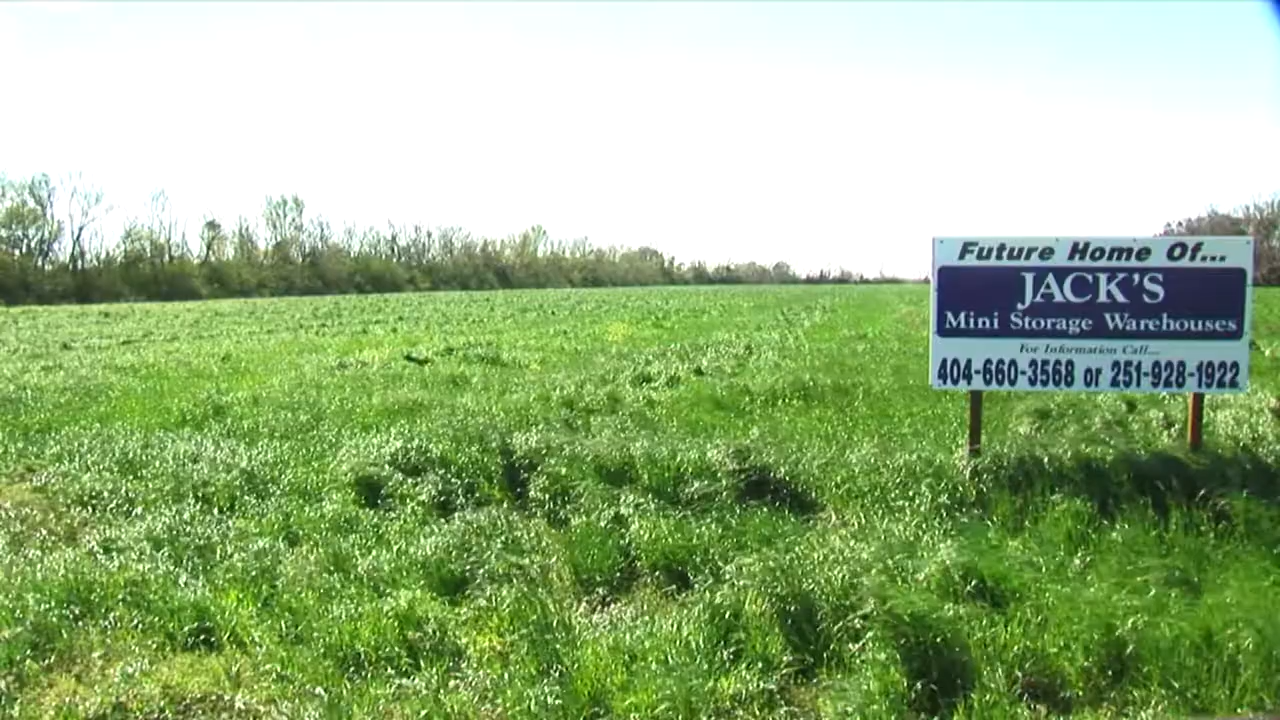 Future Home Of...
JACK'S
Mini Storage Warehouses
For Information Call....
404-660-3568 or 251-928-1922